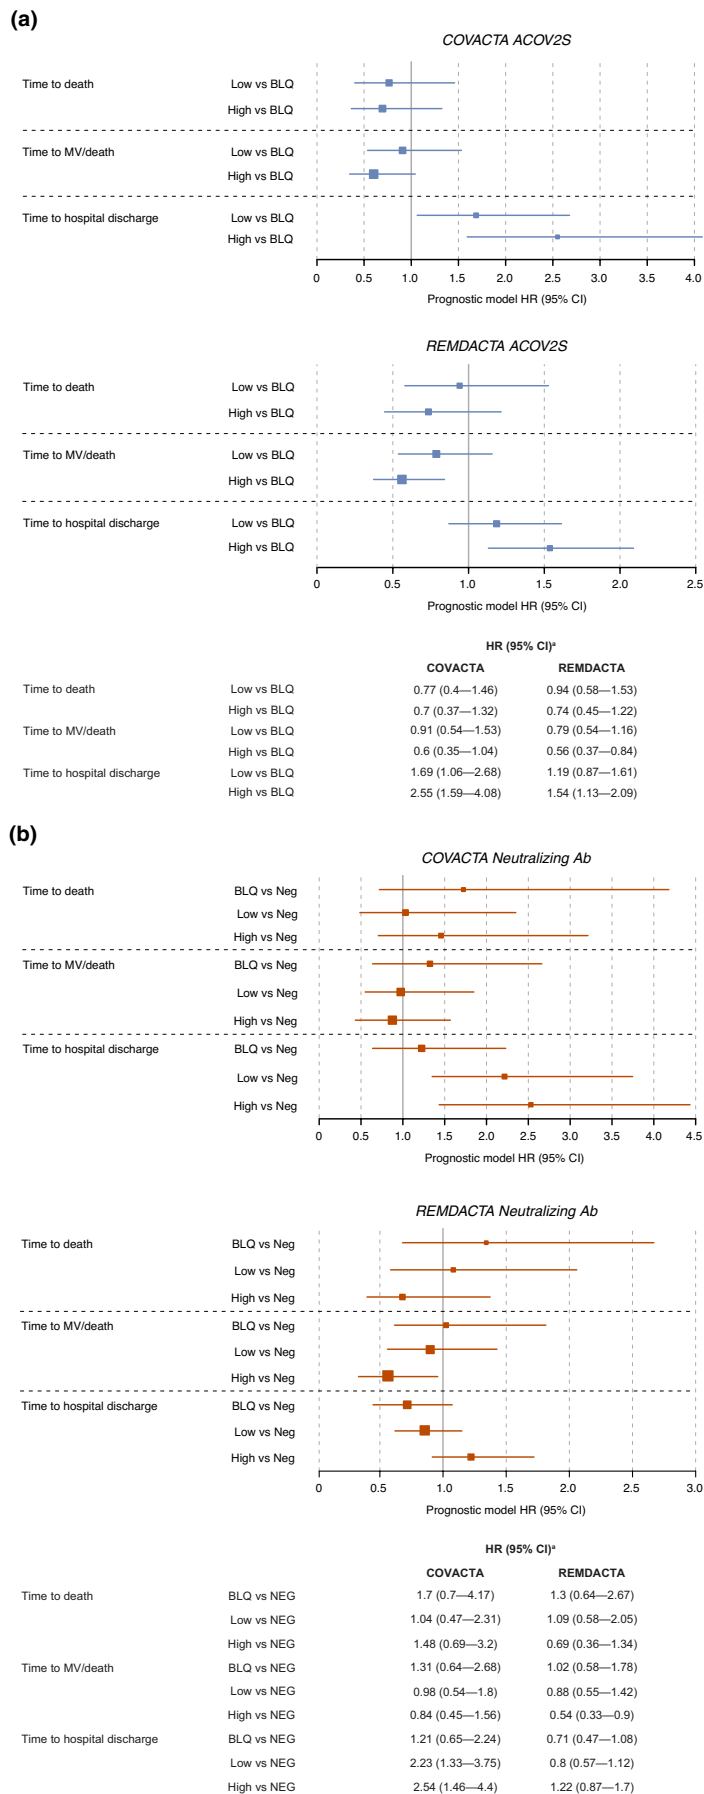 (a)
COVACTA ACOV2S
Time to death Low vs BLQ
High vs BLQ
Time to MV/death Low vs BLQ
High vs BLQ
Time to hospital discharge Low vs BLQ
High vs BLQ
0 0.5 1.0 1.5 2.0 2.5 3.0 3.5 4.0
Prognostic model HR (95% CI)
REMDACTA ACOV2S
Time to death Low vs BLQ
High vs BLQ
Time to MV/death Low vs BLQ
High vs BLQ
Time to hospital discharge Low vs BLQ
High vs BLQ
0 0.5 1.0 1.5 2.0 2.5
Prognostic model HR (95% CI)
HR (95% CI)ª
COVACTA REMDACTA
Time to death Low vs BLQ 0.77 (0.4—1.46) 0.94 (0.58—1.53)
High vs BLQ 0.7 (0.37—1.32) 0.74 (0.45—1.22)
Time to MV/death Low vs BLQ 0.91 (0.54—1.53) 0.79 (0.54—1.16)
High vs BLQ 0.6 (0.35—1.04) 0.56 (0.37—0.84)
Time to hospital discharge Low vs BLQ 1.69 (1.06—2.68) 1.19 (0.87—1.61)
High vs BLQ 2.55 (1.59—4.08) 1.54 (1.13—2.09)
(b)
COVACTA Neutralizing Ab
Time to death BLQ vs Neg
Low vs Neg
High vs Neg
Time to MV/death BLQ vs Neg
Low vs Neg
High vs Neg
Time to hospital discharge BLQ vs Neg
Low vs Neg
High vs Neg
0 0.5 1.0 1.5 2.0 2.5 3.0 3.5 4.0 4.5
Prognostic model HR (95% CI)
REMDACTA Neutralizing Ab
Time to death BLQ vs Neg
Low vs Neg
High vs Neg
Time to MV/death BLQ vs Neg
Low vs Neg
High vs Neg
Time to hospital discharge BLQ vs Neg
Low vs Neg
High vs Neg
0 0.5 1.0 1.5 2.0 2.5 3.0
Prognostic model HR (95% CI)
HR (95% CI)ª
COVACTA REMDACTA
Time to death BLQ vs NEG 1.7 (0.7—4.17) 1.3 (0.64—2.67)
Low vs NEG 1.04 (0.47—2.31) 1.09 (0.58—2.05)
High vs NEG 1.48 (0.69—3.2) 0.69 (0.36—1.34)
Time to MV/death BLQ vs NEG 1.31 (0.64—2.68) 1.02 (0.58—1.78)
Low vs NEG 0.98 (0.54—1.8) 0.88 (0.55—1.42)
High vs NEG 0.84 (0.45—1.56) 0.54 (0.33—0.9)
Time to hospital discharge BLQ vs NEG 1.21 (0.65—2.24) 0.71 (0.47—1.08)
Low vs NEG 2.23 (1.33—3.75) 0.8 (0.57—1.12)
High vs NEG 2.54 (1.46—4.4) 1.22 (0.87—1.7)